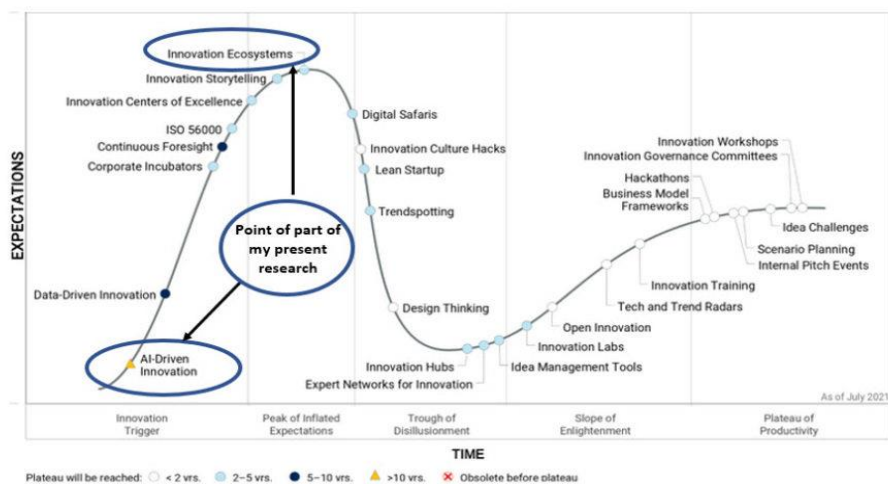 Innovation Ecosystems
Innovation Storytelling
Innovation Centers of Excellence
ISO 56000
Continuous Foresight
Corporate Incubators
Data-Driven Innovation
AI-Driven
Innovation
Point of part of
my present
research
Digital Safaris
Innovation Culture Hacks
Lean Startup
Trendspotting
Design Thinking
Innovation Hubs
Expert Networks for Innovation
Idea Management Tools
Innovation Labs
Open Innovation
Tech and Trend Radars
Innovation Training
Innovation Workshops
Innovation Governance Committees
Hackathons
Business Model
Frameworks
Idea Challenges
Scenario Planning
Internal Pitch Events
EXPECTATIONS
As of July 2021
Innovation
Trigger
Peak of Inflated
Expectations
Trough of
Disillusionment
Slope of
Enlightenment
Plateau of
Productivity
TIME
Plateau will be reached: < 2 yrs. 2–5 yrs. 5–10 yrs. >10 yrs. Obsolete before plateau